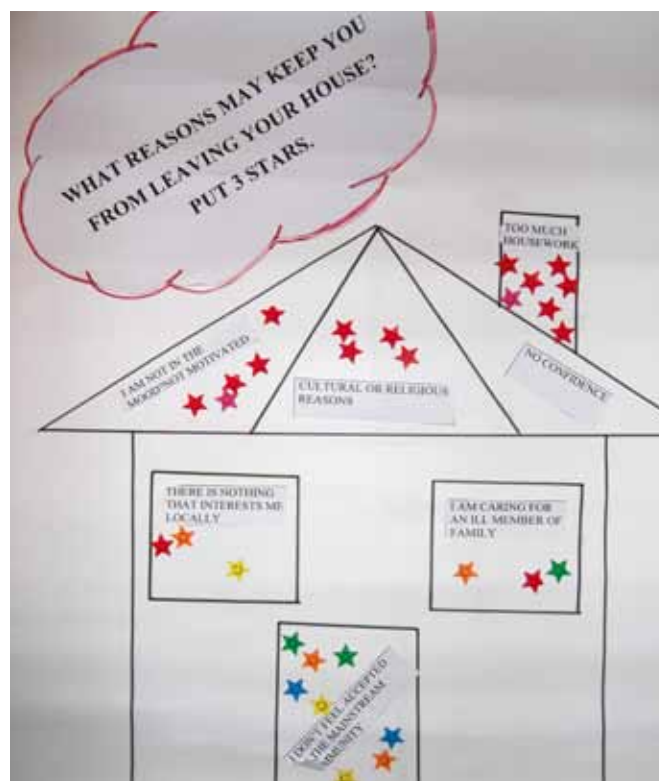 WHAT REASONS MAY KEEP YOU
FROM LEAVING YOUR HOUSE?
PUT 3 STARS.
TOO MUCH
HOUSEWORK
I AM NOT IN THE
MOOD/NOT MOTIVATED
CULTURAL OR RELIGIOUS
REASONS
NO CONFIDENCE
THERE IS NOTHING
THAT INTERESTS ME
LOCALLY
I AM CARING FOR
AN ILL MEMBER OF
FAMILY
I DON'T FEEL ACCEPTED
THE MAINSTREAM